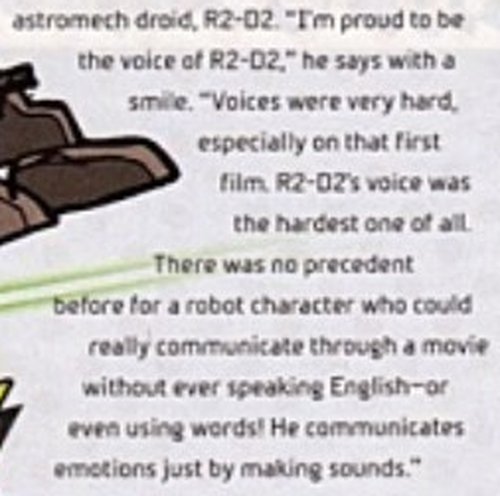 astromech droid, R2-D2. "I'm proud to be
the voice of R2-D2," he says with a
smile. "Voices were very hard,
especially on that first
film. R2-D2's voice was
the hardest one of all.
There was no precedent
before for a robot character who could
really communicate through a movie
without ever speaking English—or
even using words! He communicates
emotions just by making sounds."